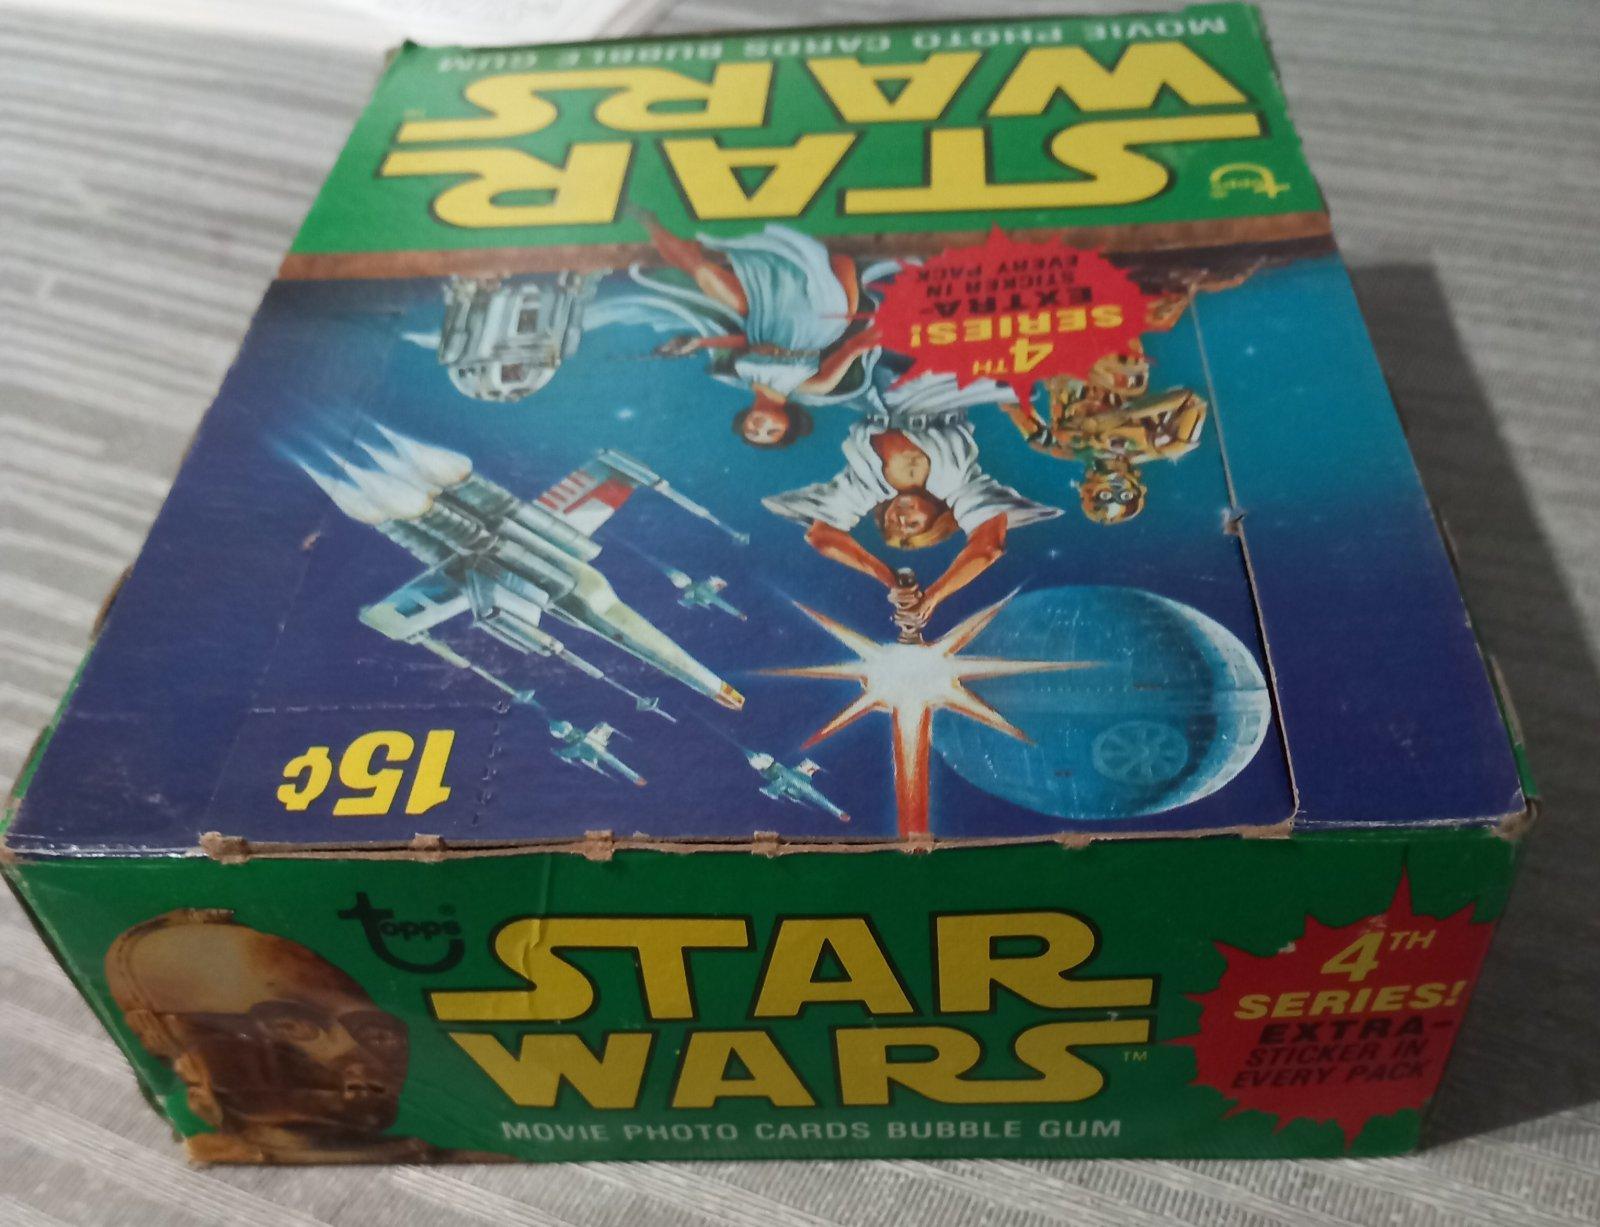 MOVIE PHOTO CARDS BUBBLE GUM
STAR
WARS
topps
4TH
SERIES!
EXTRA-
STICKER IN
EVERY PACK
15¢
topps®
STAR
WARS™
MOVIE PHOTO CARDS BUBBLE GUM
4TH
SERIES!
EXTRA-
STICKER IN
EVERY PACK